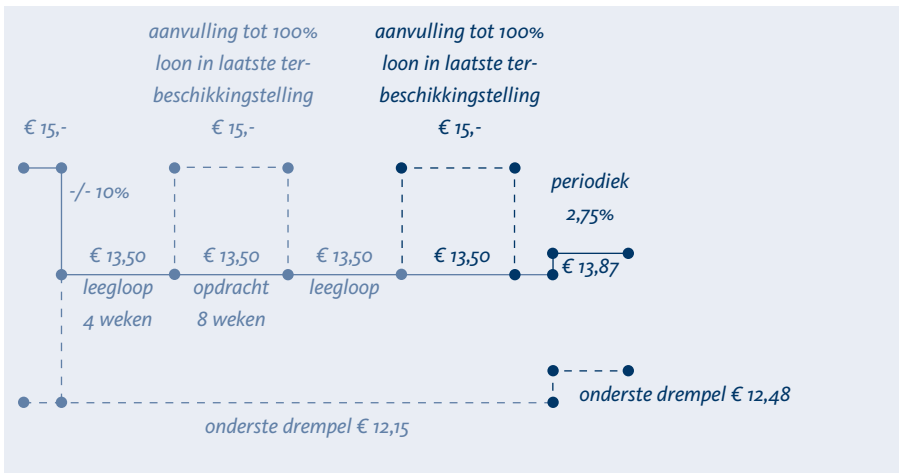 aanvulling tot 100%
loon in laatste ter-
beschikkingstelling
€ 15,-
aanvulling tot 100%
loon in laatste ter-
beschikkingstelling
€ 15,-
€ 15,-
-/- 10%
periodiek
2,75%
€ 13,50
leegloop
4 weken
€ 13,50
opdracht
8 weken
€ 13,50
leegloop
€ 13,50
€ 13,87
onderste drempel € 12,48
onderste drempel € 12,15